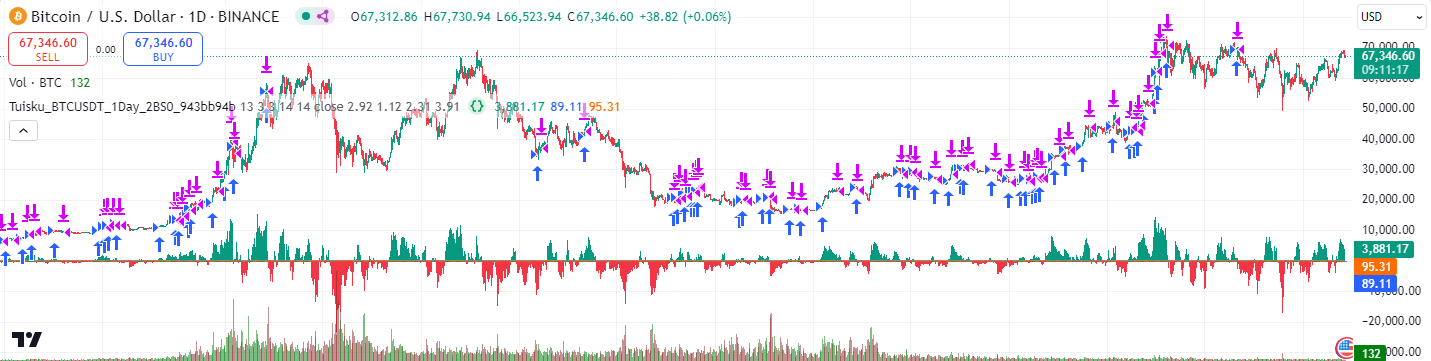 Bitcoin / U.S. Dollar · 1D · BINANCE O67,312.86 H67,730.94 L66,523.94 C67,346.60 +38.82 (+0.06%)
USD
67,346.60 SELL
0.00
67,346.60 BUY
Vol · BTC 132
Tuisku_BTCUSDT_1Day_2BS0_943bb94b 13 3 3 14 14 close 2.92 1.12 2.31 3.91 3,881.17 89.11 95.31
70,000.00
67,346.60
09:11:17
50,000.00
40,000.00
30,000.00
20,000.00
10,000.00
3,881.17
95.31
89.11
−20,000.00
132